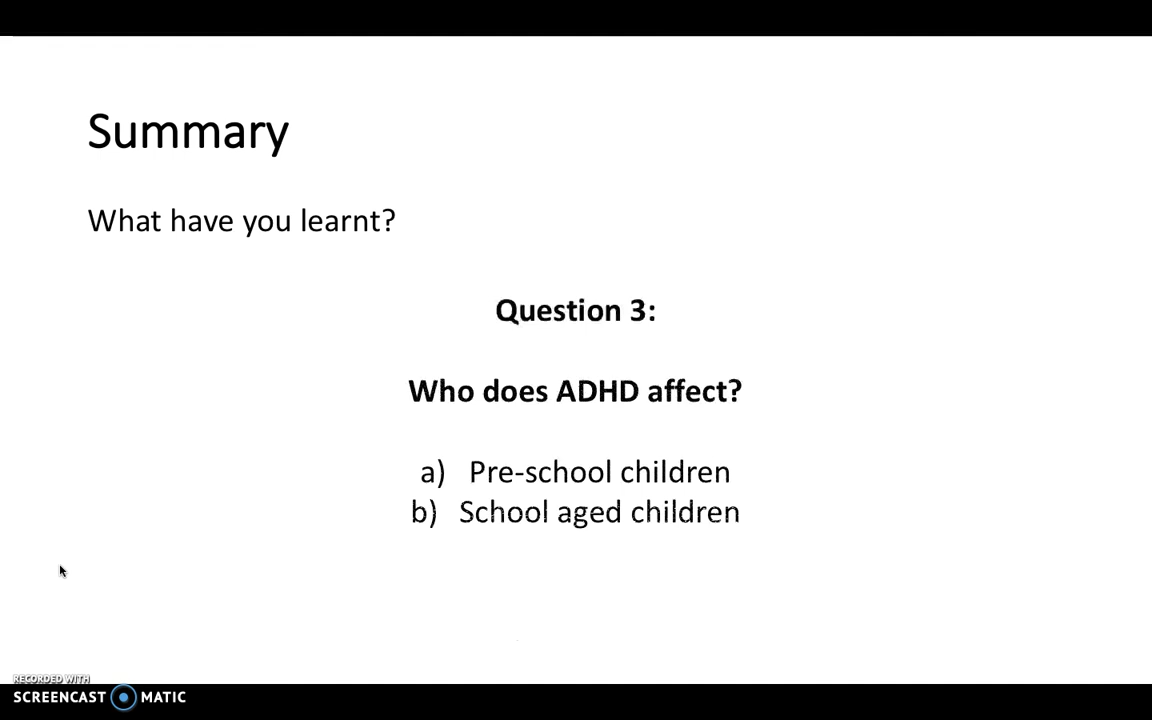 Summary
What have you learnt?
Question 3:
Who does ADHD affect?
a) Pre-school children
b) School aged children
RECORDED WITH
SCREENCAST MATIC